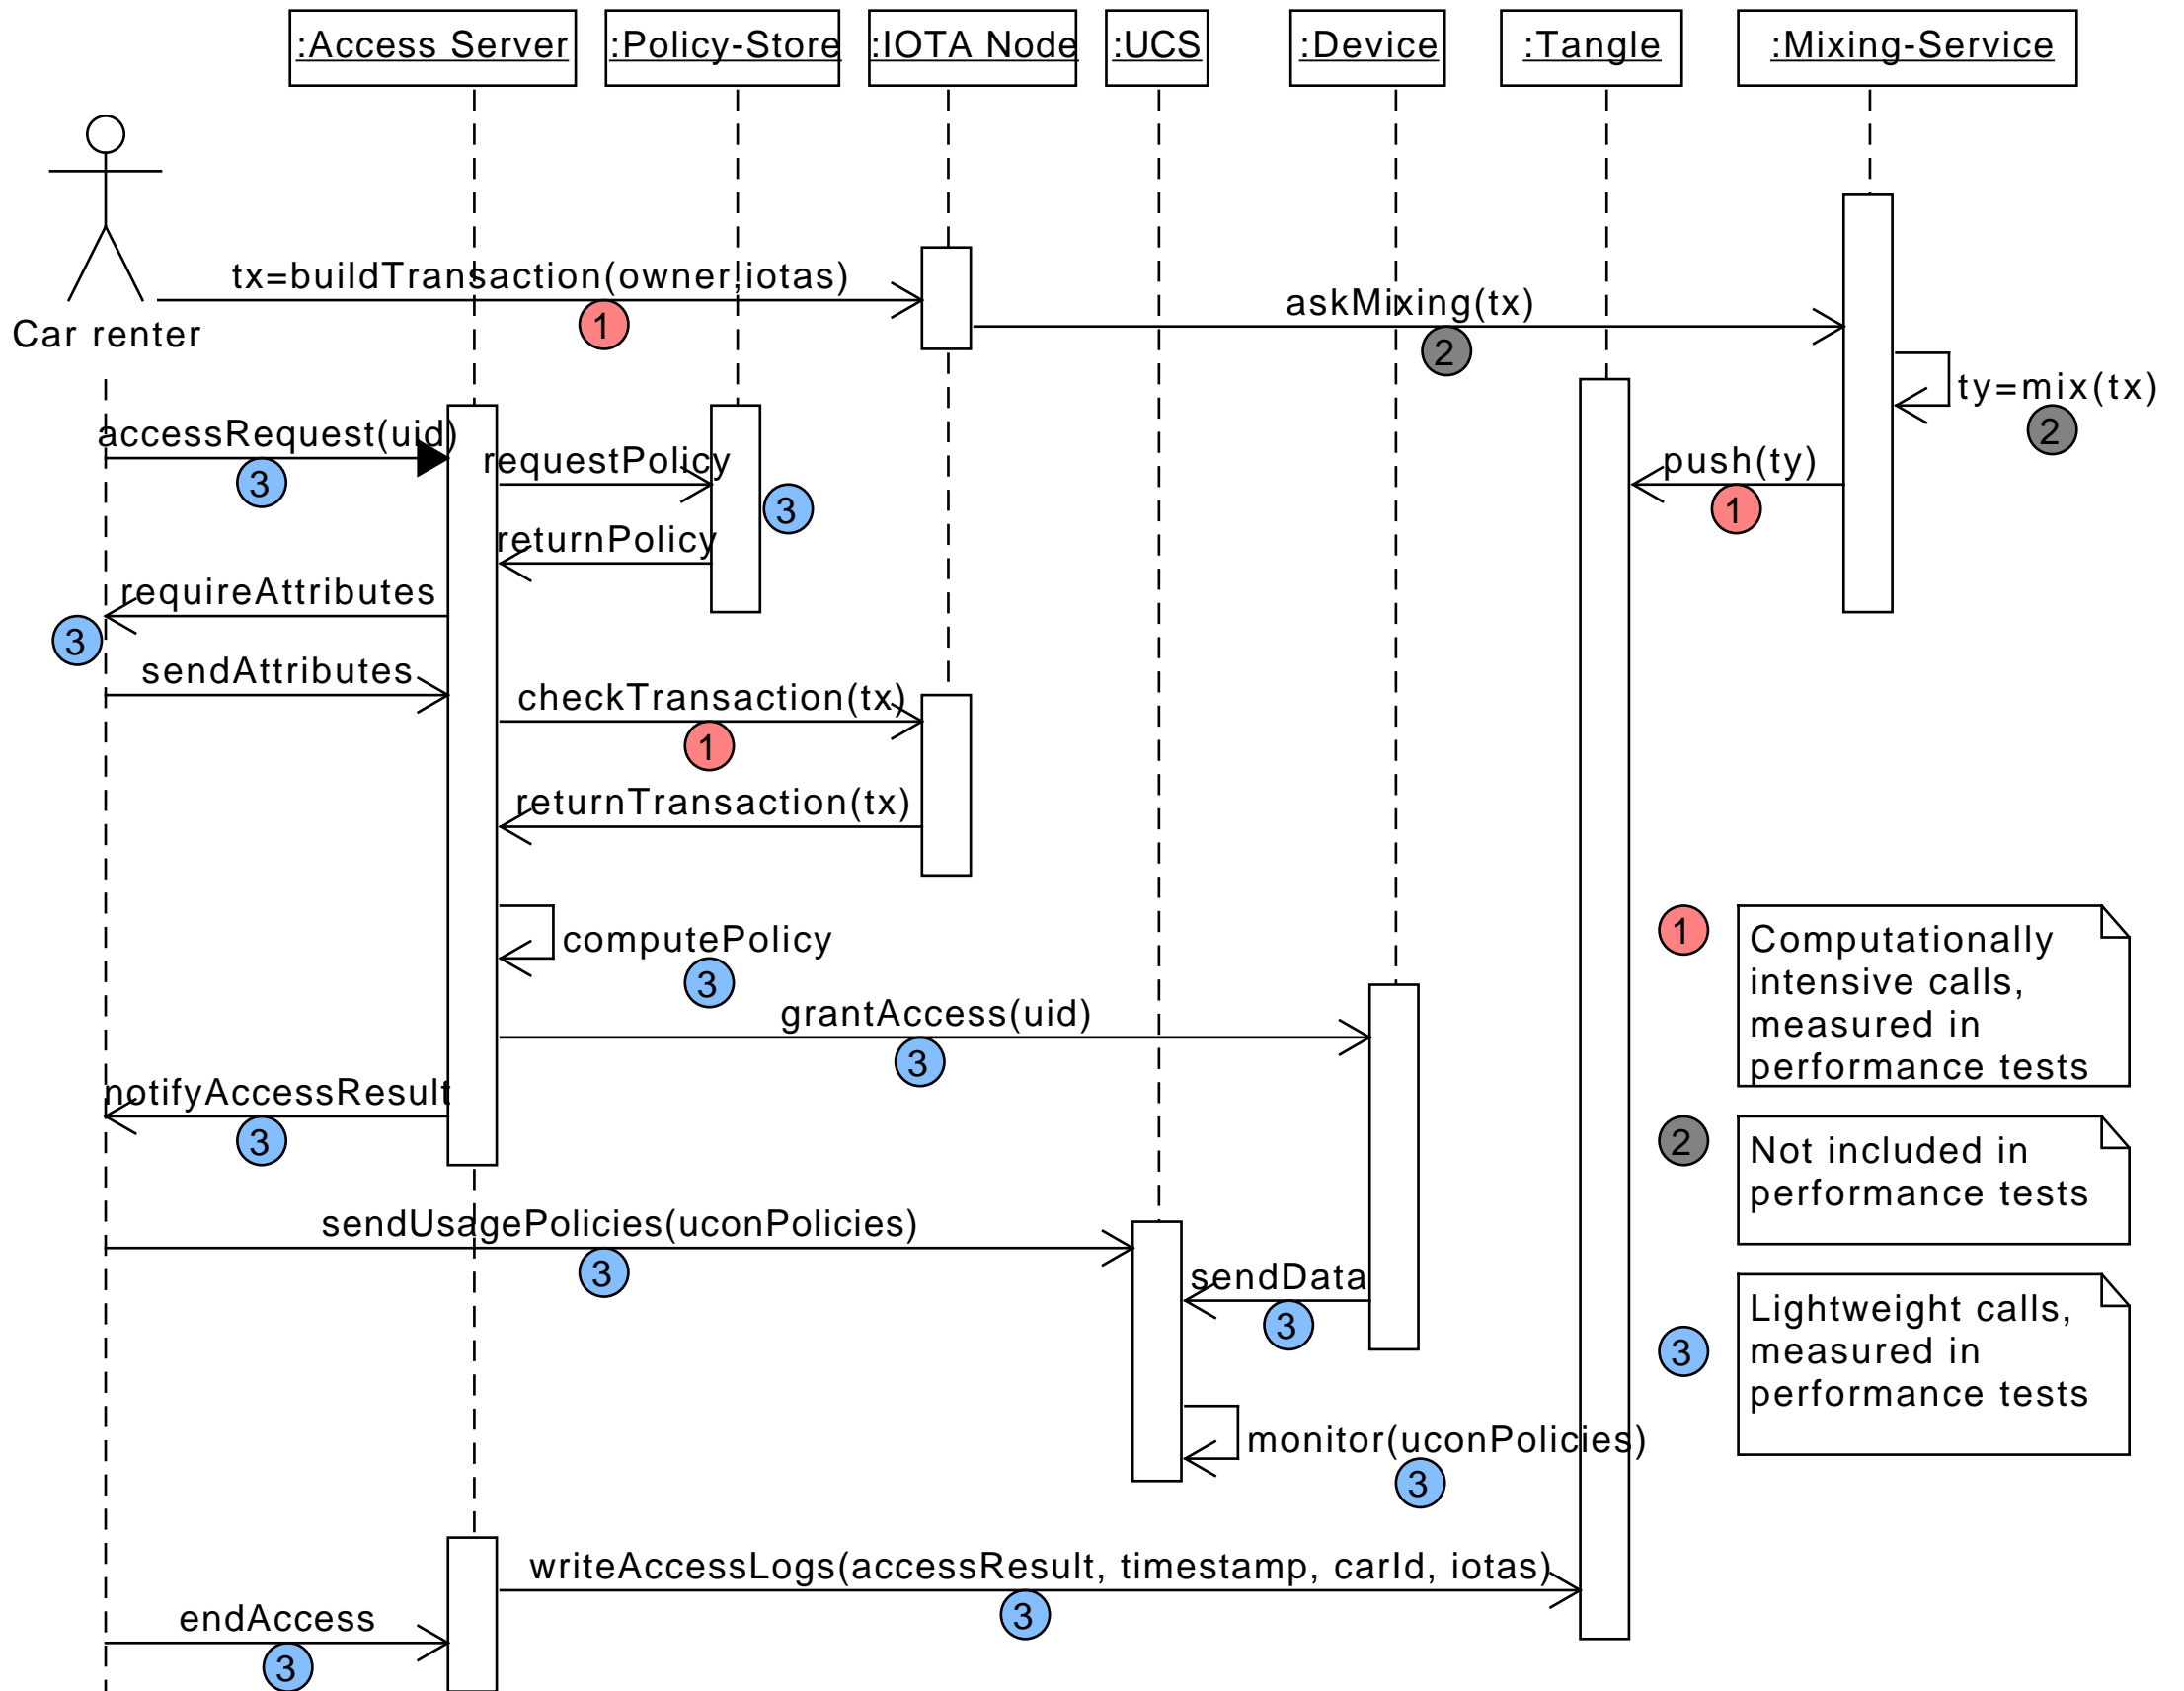 :Access Server
:Policy-Store
:IOTA Node
:UCS
:Device
:Tangle
:Mixing-Service
tx=buildTransaction(owner,iotas)
1
askMixing(tx)
2
Car renter
ty=mix(tx)
2
accessRequest(uid)
3
requestPolicy
3
push(ty)
1
returnPolicy
requireAttributes
3
sendAttributes
checkTransaction(tx)
1
returnTransaction(tx)
computePolicy
3
1
Computationally
intensive calls,
measured in
performance tests
grantAccess(uid)
3
notifyAccessResult
3
2
Not included in
performance tests
sendUsagePolicies(uconPolicies)
3
sendData
3
3
Lightweight calls,
measured in
performance tests
monitor(uconPolicies)
3
writeAccessLogs(accessResult, timestamp, carId, iotas)
3
endAccess
3